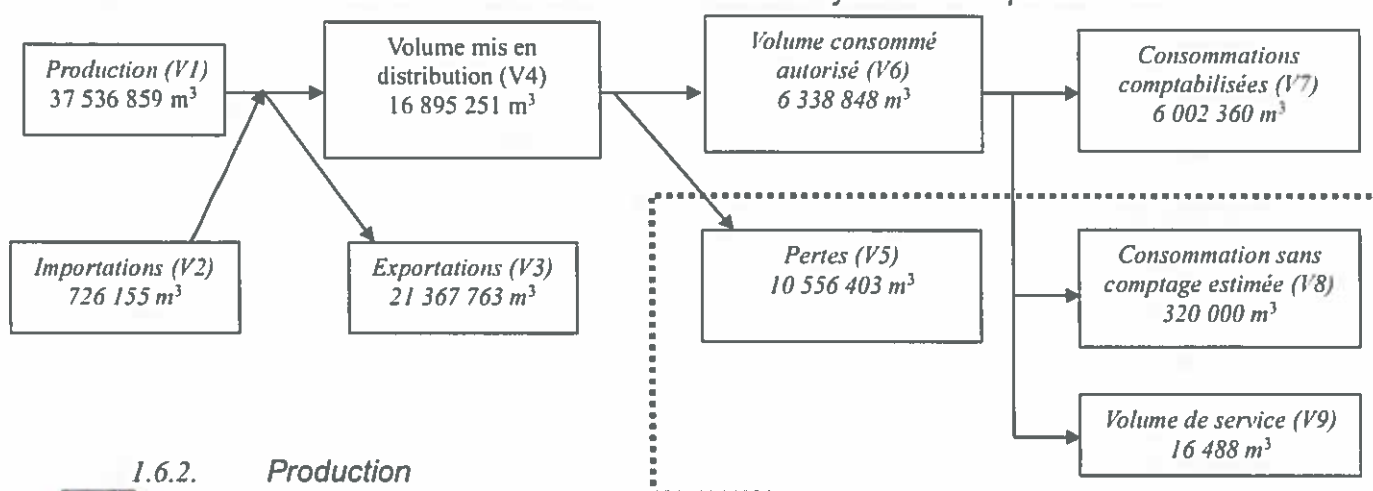 Production (V1)
37 536 859 m³
Volume mis en
distribution (V4)
16 895 251 m³
Volume consommé
autorisé (V6)
6 338 848 m³
Consommations
comptabilisées (V7)
6 002 360 m³
Importations (V2)
726 155 m³
Exportations (V3)
21 367 763 m³
Pertes (V5)
10 556 403 m³
Consommation sans
comptage estimée (V8)
320 000 m³
Volume de service (V9)
16 488 m³
1.6.2. Production